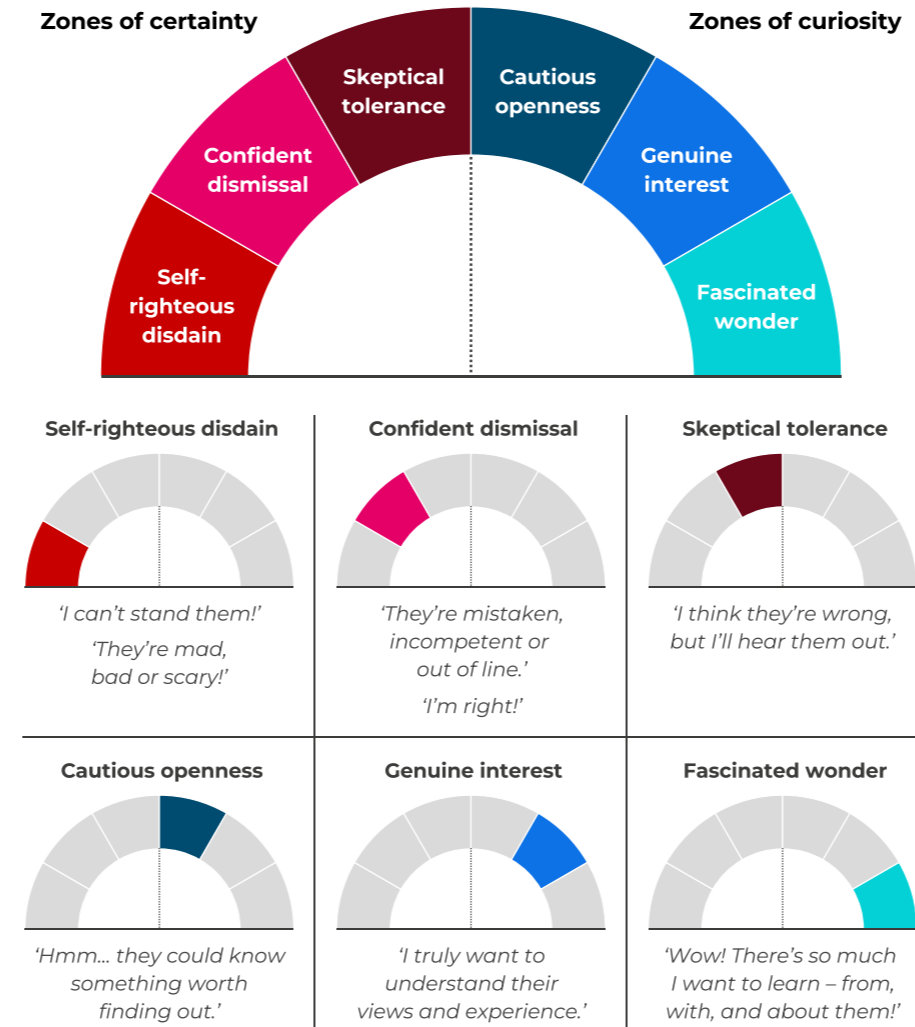 Zones of certainty
Zones of curiosity
Skeptical
tolerance
Cautious
openness
Confident
dismissal
Genuine
interest
Self-
righteous
disdain
Fascinated
wonder
Self-righteous disdain
‘I can’t stand them!’
‘They’re mad,
bad or scary!’
Confident dismissal
‘They’re mistaken,
incompetent or
out of line.’
‘I’m right!’
Skeptical tolerance
‘I think they’re wrong,
but I’ll hear them out.’
Cautious openness
‘Hmm... they could know
something worth
finding out.’
Genuine interest
‘I truly want to
understand their
views and experience.’
Fascinated wonder
‘Wow! There’s so much
I want to learn – from,
with, and about them!’